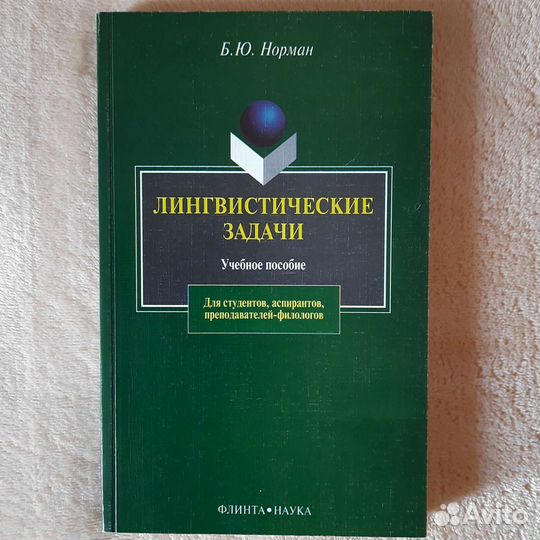 Б.Ю. Норман
ЛИНГВИСТИЧЕСКИЕ
ЗАДАЧИ
Учебное пособие
Для студентов, аспирантов,
преподавателей-филологов
ФЛИНТА • НАУКА
Avito